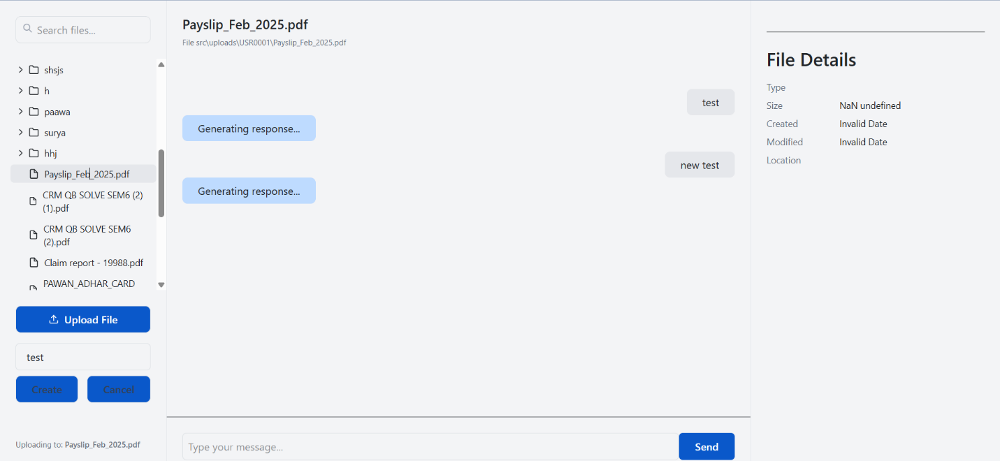 Search files...
shsjs
h
paawa
surya
hhj
Payslip_Feb_2025.pdf
CRM QB SOLVE SEM6 (2)
(1).pdf
CRM QB SOLVE SEM6
(2).pdf
Claim report - 19988.pdf
PAWAN_ADHAR_CARD
Upload File
test
Create
Cancel
Uploading to: Payslip_Feb_2025.pdf
Payslip_Feb_2025.pdf
File src\uploads\USR0001\Payslip_Feb_2025.pdf
test
Generating response...
new test
Generating response...
Type your message...
Send
File Details
Type
Size NaN undefined
Created Invalid Date
Modified Invalid Date
Location